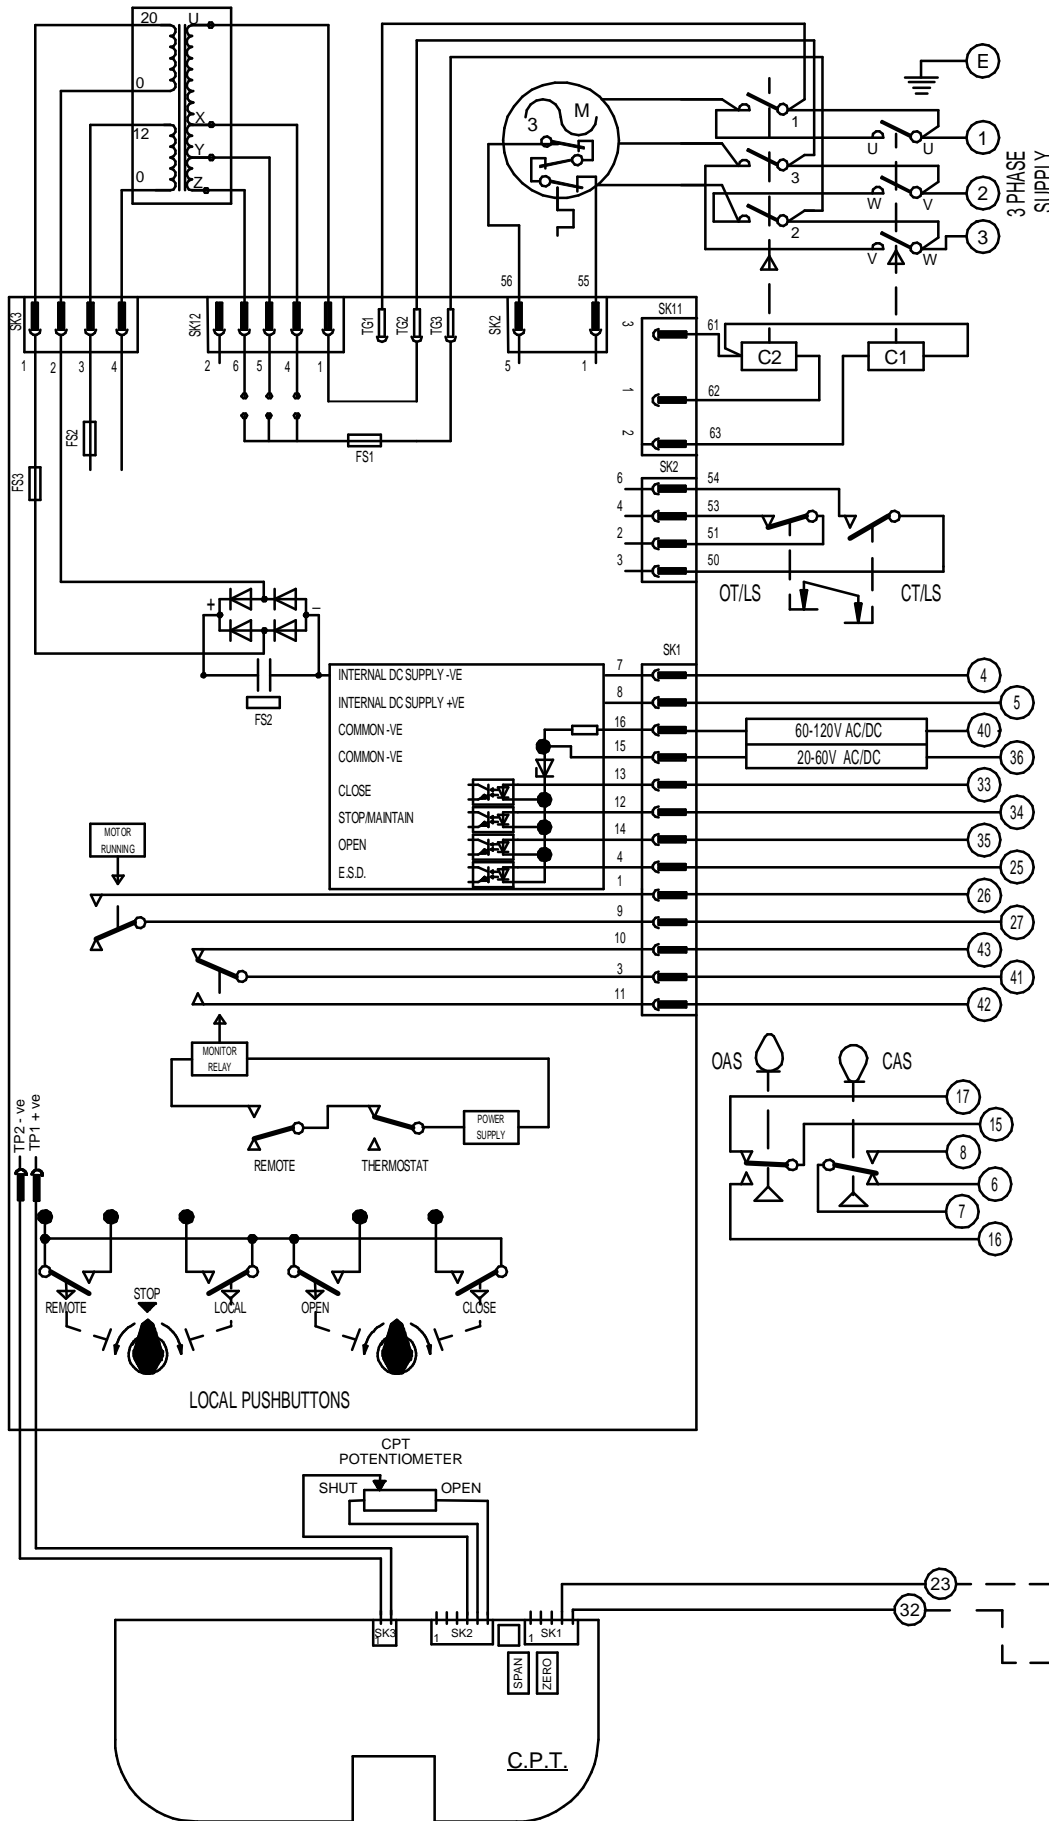 20 U
E
0
12 X
Y
0 Z
3 M
1
U U 1
3
W V 2
2
V W 3
3 PHASE
SUPPLY
56 55
SK3 SK12 TG1 TG2 TG3 SK2 SK11
1 2 3 4 2 6 5 4 1 5 1
3 61
C2 C1
1 62
2 63
FS3 FS2 FS1
SK2
6 54
4 53
2 51
3 50
OT/LS CT/LS
+ –
FS2
SK1
INTERNAL DC SUPPLY -VE 7 4
INTERNAL DC SUPPLY +VE 8 5
COMMON -VE 16 60-120V AC/DC 40
COMMON -VE 15 20-60V AC/DC 36
CLOSE 13 33
STOP/MAINTAIN 12 34
OPEN 14 35
E.S.D. 4 25
MOTOR
RUNNING
1 26
9 27
10 43
3 41
11 42
MONITOR
RELAY
OAS CAS
17
15
8
6
7
16
TP2 - ve
TP1 + ve
REMOTE THERMOSTAT
POWER
SUPPLY
REMOTE STOP LOCAL OPEN CLOSE
LOCAL PUSHBUTTONS
CPT
POTENTIOMETER
SHUT OPEN
23
32
SK3 SK2 SK1
1 1 1
SPAN ZERO
C.P.T.